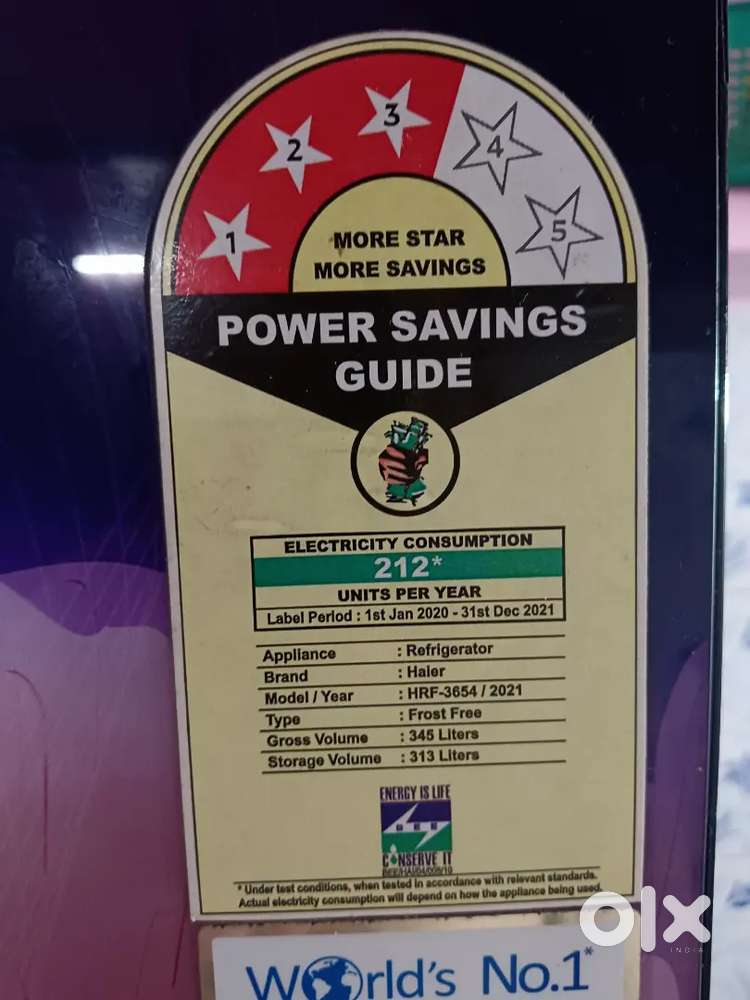 1 2 3 4 5
MORE STAR
MORE SAVINGS
POWER SAVINGS
GUIDE
ELECTRICITY CONSUMPTION
212*
UNITS PER YEAR
Label Period : 1st Jan 2020 - 31st Dec 2021
Appliance : Refrigerator
Brand : Haier
Model / Year : HRF-3654 / 2021
Type : Frost Free
Gross Volume : 345 Liters
Storage Volume : 313 Liters
ENERGY IS LIFE
BEE
CONSERVE IT
* Under test conditions, when tested in accordance with relevant standards.
Actual electricity consumption will depend on how the appliance being used.
olx
INDIA
World's No.1*